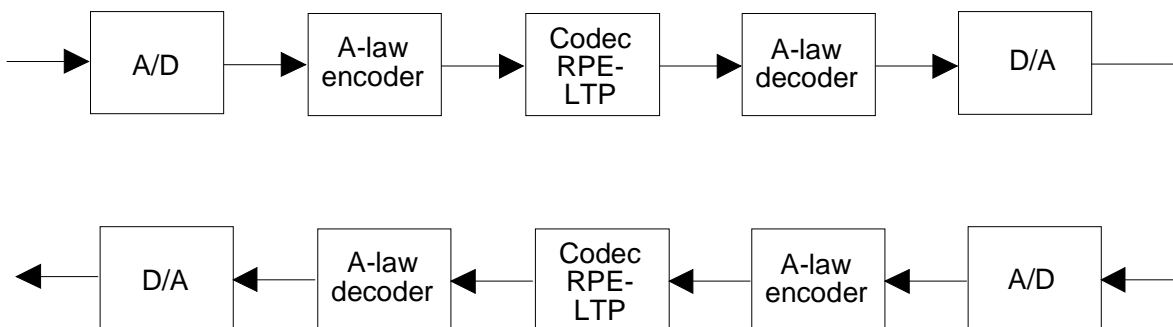 A/D
A-law
encoder
Codec
RPE-
LTP
A-law
decoder
D/A
D/A
A-law
decoder
Codec
RPE-
LTP
A-law
encoder
A/D